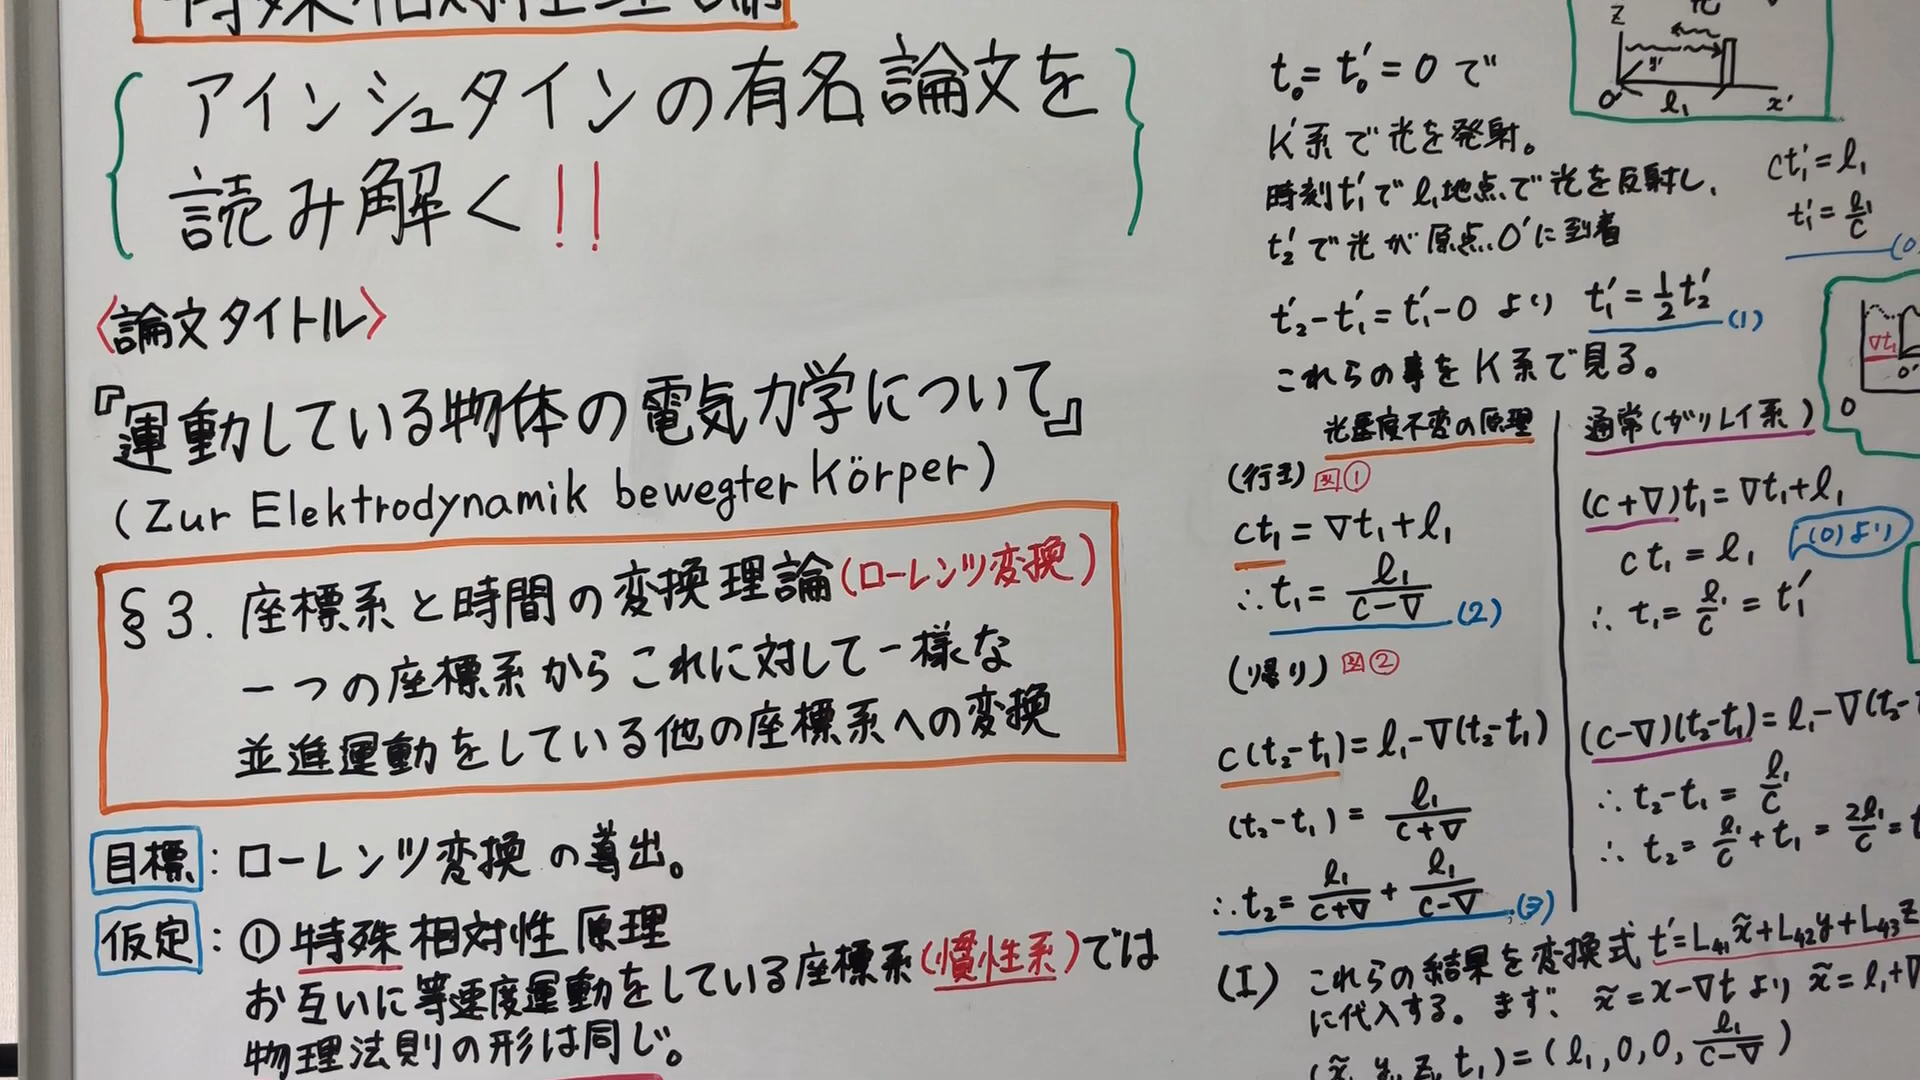 特殊相対性理論
アインシュタインの有名論文を
読み解く!!
〈論文タイトル〉
『運動している物体の電気力学について』
(Zur Elektrodynamik bewegter Körper)
§3. 座標系と時間の変換理論(ローレンツ変換)
一つの座標系からこれに対して一様な
並進運動をしている他の座標系への変換
目標:ローレンツ変換の導出。
仮定:①特殊相対性原理
お互いに等速度運動をしている座標系(慣性系)では
物理法則の形は同じ。
t₀=t₀′=0で
K′系で光を発射。
時刻t₁′でl₁地点で光を反射し、
t₂′で光が原点O′に到着
t₂′-t₁′=t₁′-0 より t₁′=1/2 t₂′ (1)
これらの事をK系で見る。
光速度不変の原理
(行き) 図①
ct₁=∇t₁+l₁
∴t₁=l₁/(c-∇) (2)
(帰り) 図②
c(t₂-t₁)=l₁-∇(t₂-t₁)
(t₂-t₁)=l₁/(c+∇)
∴t₂=l₁/(c+∇)+l₁/(c-∇) (3)
通常(ガリレイ系)
(c+∇)t₁=∇t₁+l₁
ct₁=l₁ (0)より
∴t₁=l₁/c=t₁′
(c-∇)(t₂-t₁)=l₁-∇(t₂-
∴t₂-t₁=l₁/c
∴t₂=l₁/c+t₁=2l₁/c=t
(I) これらの結果を変換式 t′=L₄₁x̃+L₄₂y+L₄₃z
に代入する。まず、x̃=x-∇tより x̃=l₁+∇
(x̃, y, z, t₁)=(l₁,0,0,l₁/(c-∇))
z
y′
O′
l₁
x′
ct₁′=l₁
t₁′=l₁/c
(0
∇t₁
O′
O